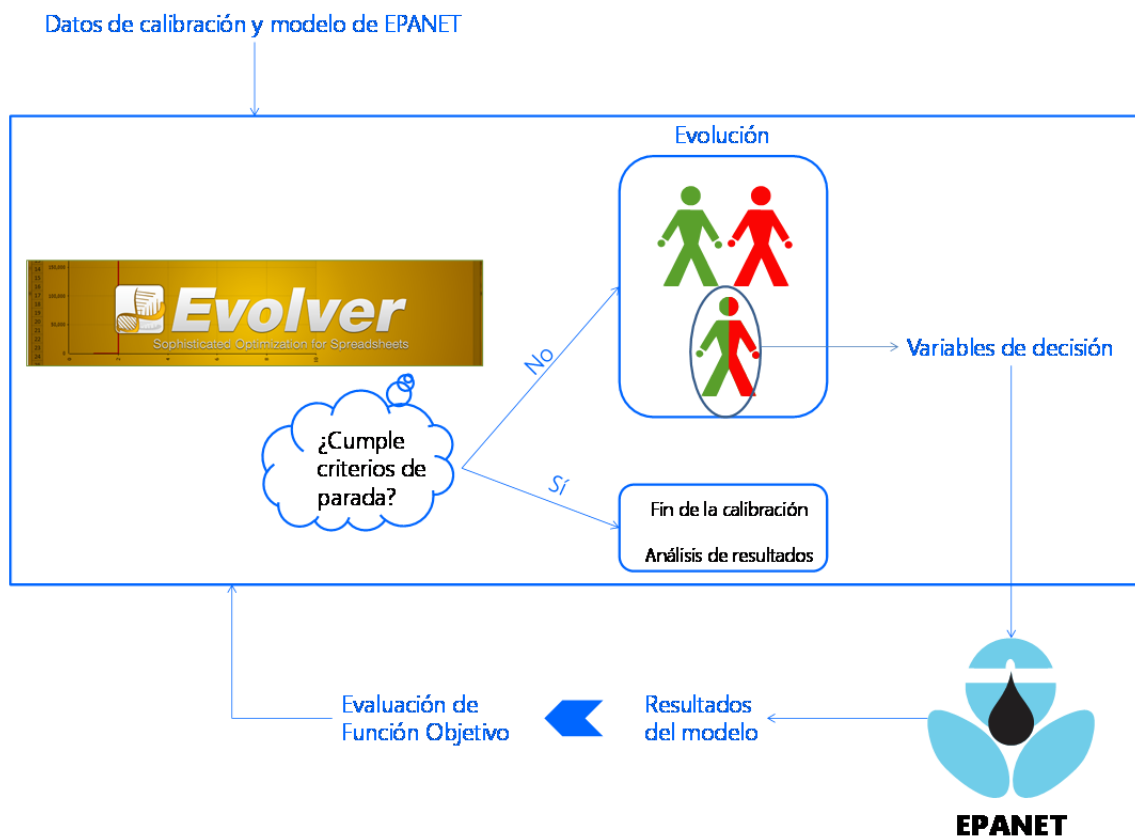 Datos de calibración y modelo de EPANET
Evolución
Evolver
Sophisticated Optimization for Spreadsheets
No
Variables de decisión
¿Cumple
criterios de
parada?
Sí
Fin de la calibración
Análisis de resultados
Evaluación de
Función Objetivo
Resultados
del modelo
EPANET